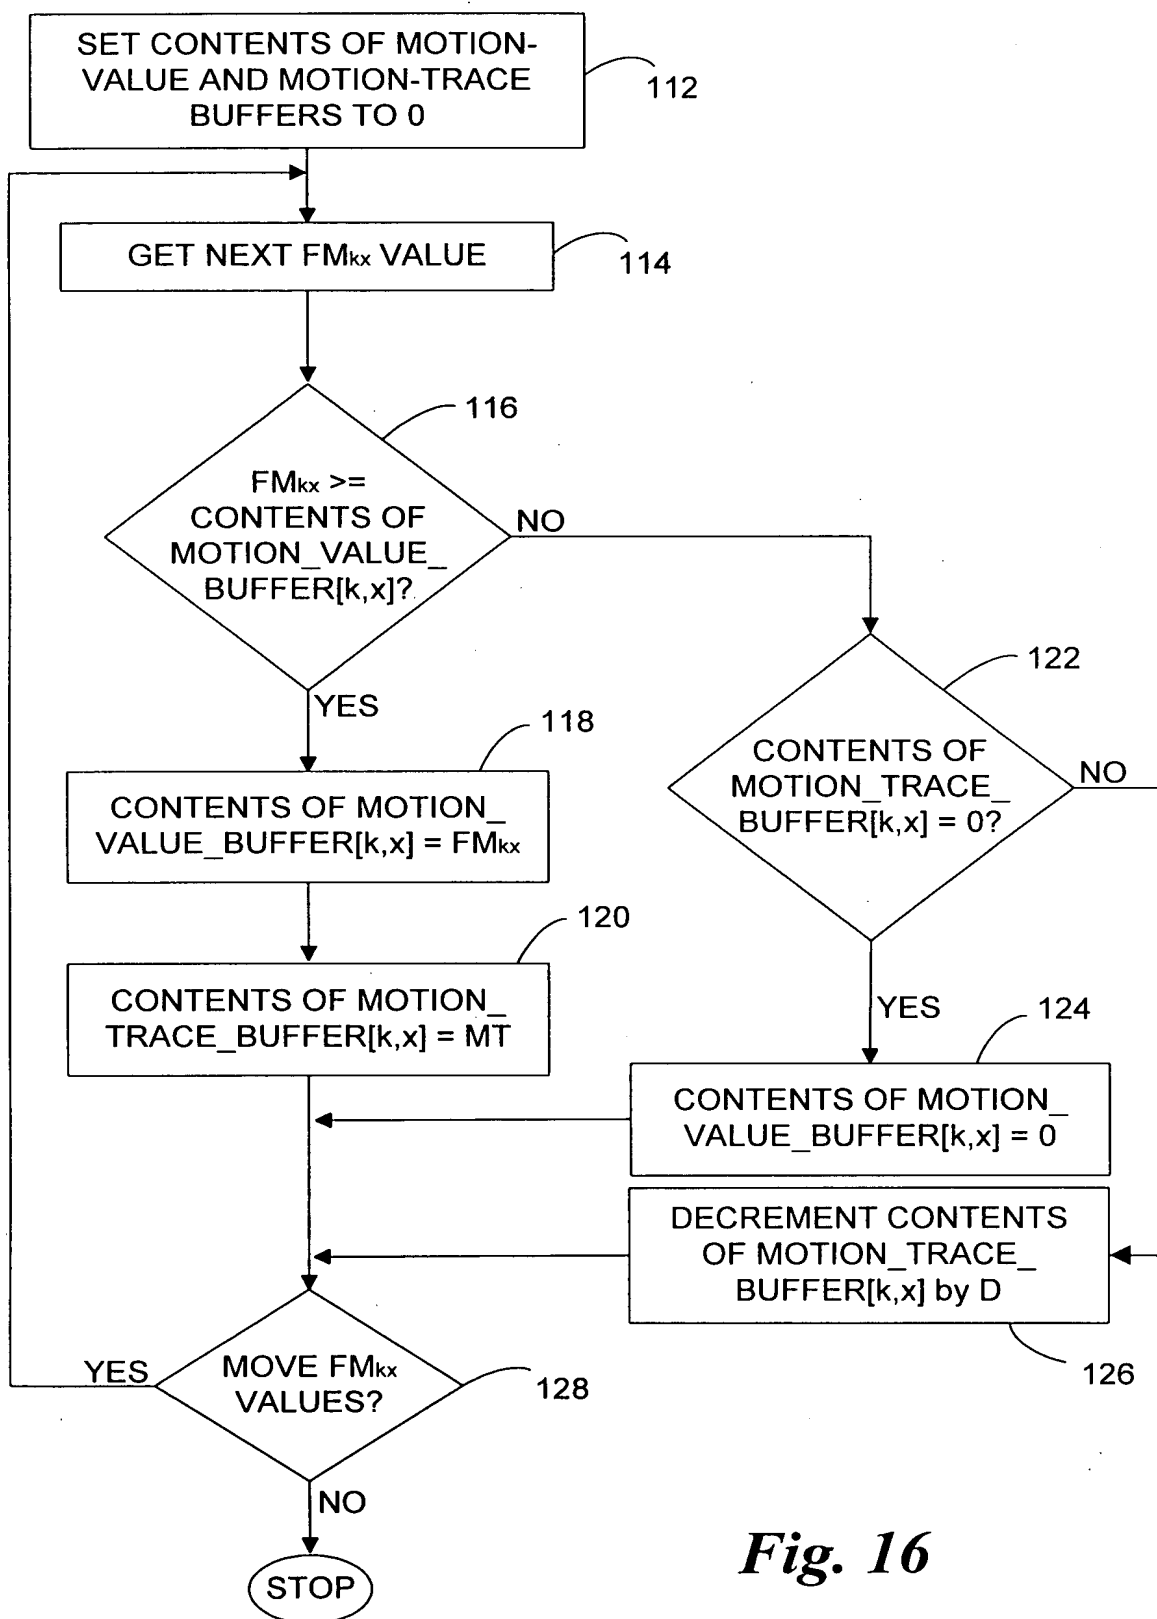 SET CONTENTS OF MOTION-
VALUE AND MOTION-TRACE
BUFFERS TO 0
112
GET NEXT FMkx VALUE
114
116
FMkx >=
CONTENTS OF
MOTION_VALUE_
BUFFER[k,x]?
NO
YES
122
CONTENTS OF
MOTION_TRACE_
BUFFER[k,x] = 0?
NO
YES
118
CONTENTS OF MOTION_
VALUE_BUFFER[k,x] = FMkx
120
CONTENTS OF MOTION_
TRACE_BUFFER[k,x] = MT
124
CONTENTS OF MOTION_
VALUE_BUFFER[k,x] = 0
DECREMENT CONTENTS
OF MOTION_TRACE_
BUFFER[k,x] by D
126
YES
MOVE FMkx
VALUES?
128
NO
STOP
Fig. 16